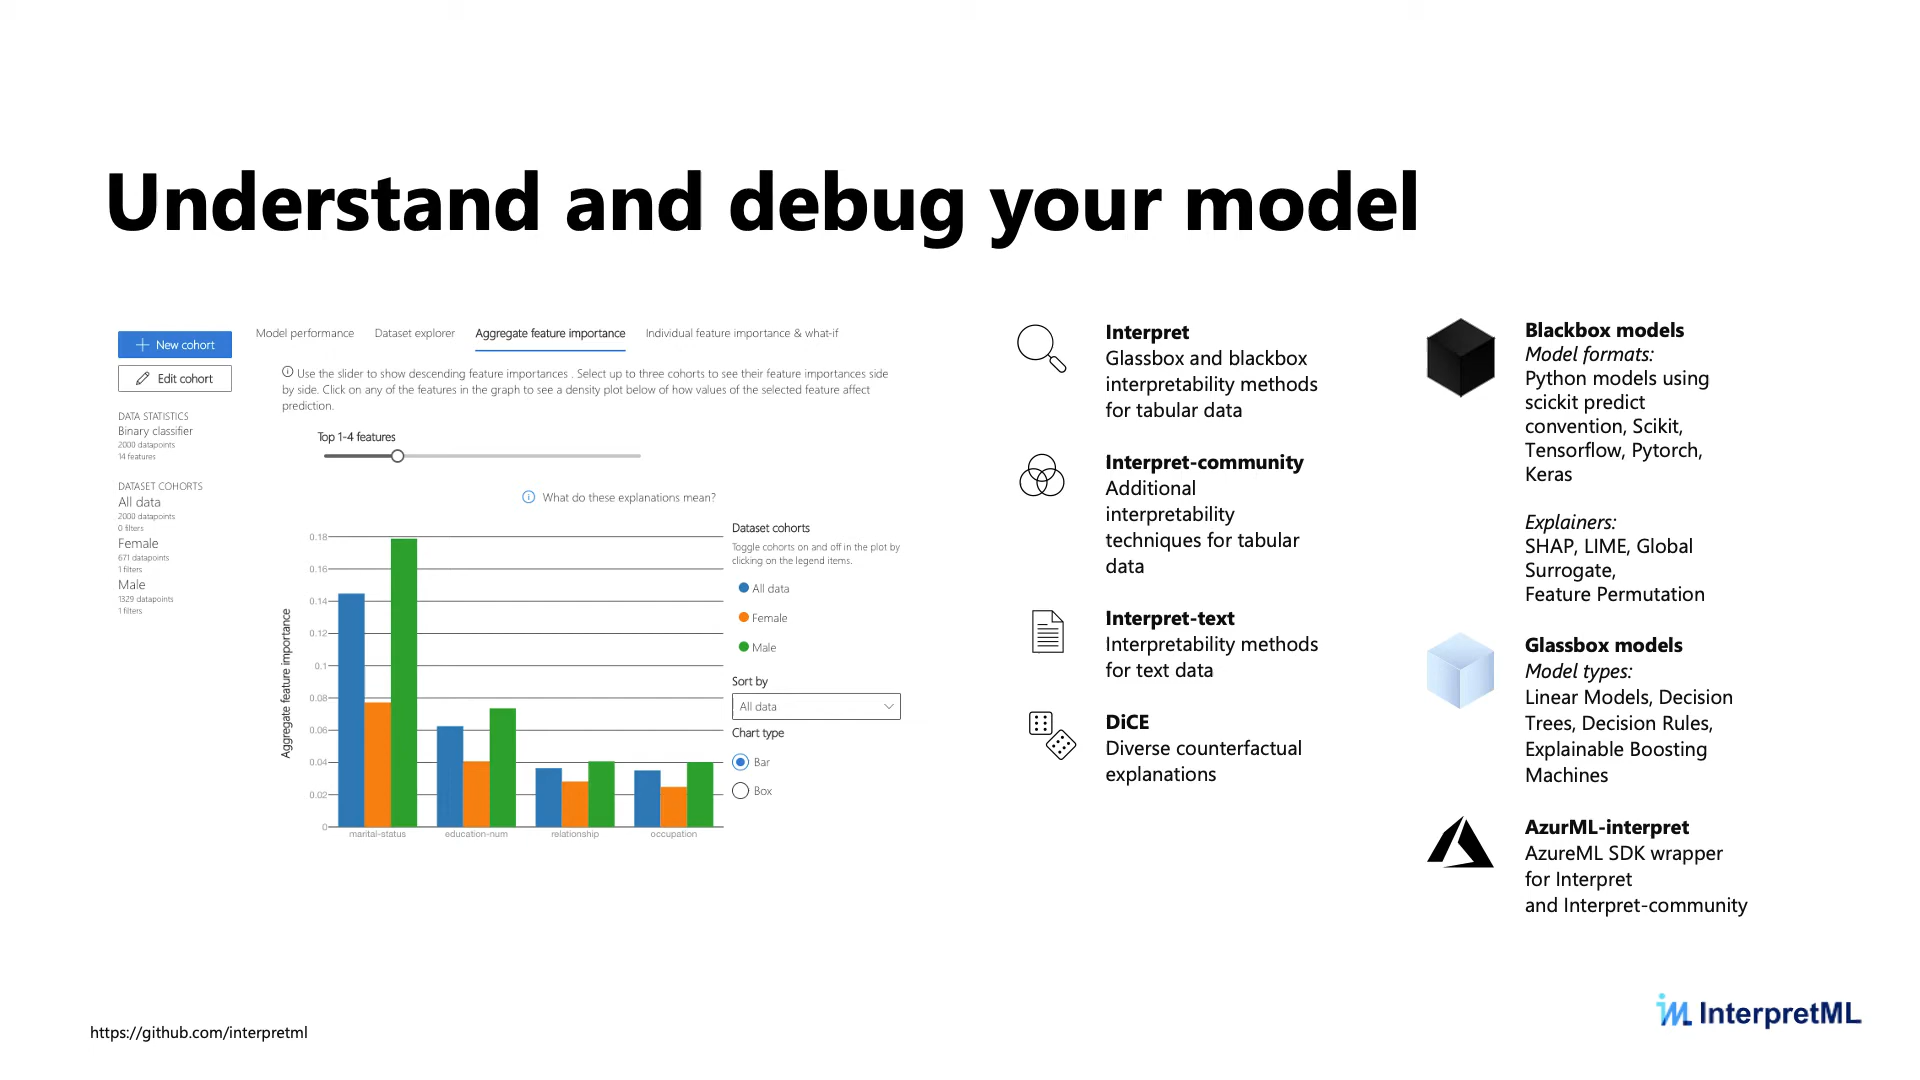 Understand and debug your model
New cohort
Edit cohort
DATA STATISTICS
Binary classifier
2000 datapoints
14 features
DATASET COHORTS
All data
2000 datapoints
0 filters
Female
671 datapoints
1 filters
Male
1329 datapoints
1 filters
Model performance
Dataset explorer
Aggregate feature importance
Individual feature importance & what-if
Use the slider to show descending feature importances . Select up to three cohorts to see their feature importances side
by side. Click on any of the features in the graph to see a density plot below of how values of the selected feature affect
prediction.
Top 1-4 features
What do these explanations mean?
Aggregate feature importance
0.18
0.16
0.14
0.12
0.1
0.08
0.06
0.04
0.02
0
marital-status
education-num
relationship
occupation
Dataset cohorts
Toggle cohorts on and off in the plot by
clicking on the legend items.
All data
Female
Male
Sort by
All data
Chart type
Bar
Box
Interpret
Glassbox and blackbox
interpretability methods
for tabular data
Interpret-community
Additional
interpretability
techniques for tabular
data
Interpret-text
Interpretability methods
for text data
DiCE
Diverse counterfactual
explanations
Blackbox models
Model formats:
Python models using
scickit predict
convention, Scikit,
Tensorflow, Pytorch,
Keras
Explainers:
SHAP, LIME, Global
Surrogate,
Feature Permutation
Glassbox models
Model types:
Linear Models, Decision
Trees, Decision Rules,
Explainable Boosting
Machines
AzurML-interpret
AzureML SDK wrapper
for Interpret
and Interpret-community
https://github.com/interpretml
InterpretML